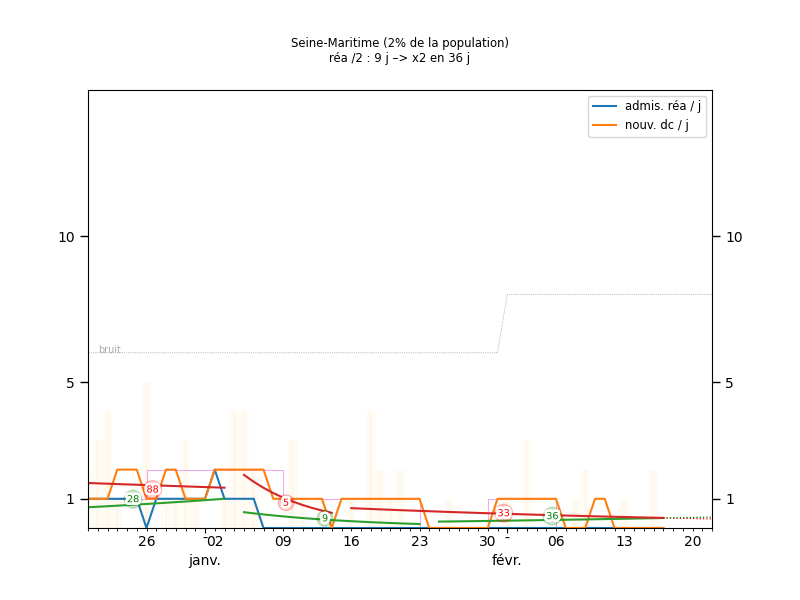 Seine-Maritime (2% de la population)
réa /2 : 9 j –> x2 en 36 j
admis. réa / j
nouv. dc / j
10 10
bruit
5 5
88
28 1 5 33 36 1
9
26 02 09 16 23 30 06 13 20
janv. févr.